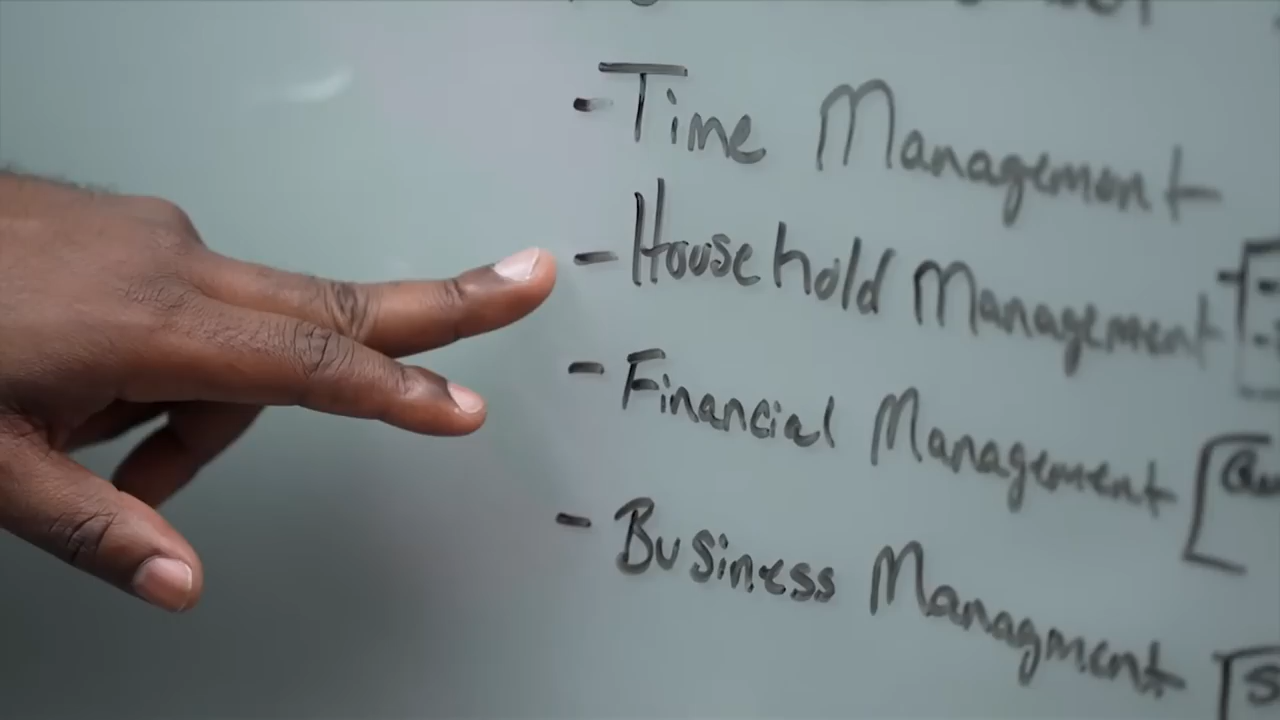 - Time Management
- Household Management
- Financial Management
- Business Managment